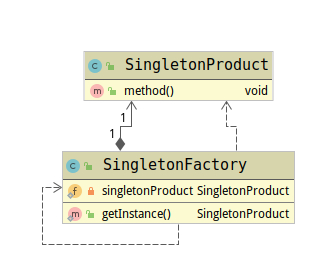 C SingletonProduct
m method() void
1
1
C SingletonFactory
f singletonProduct SingletonProduct
m getInstance() SingletonProduct